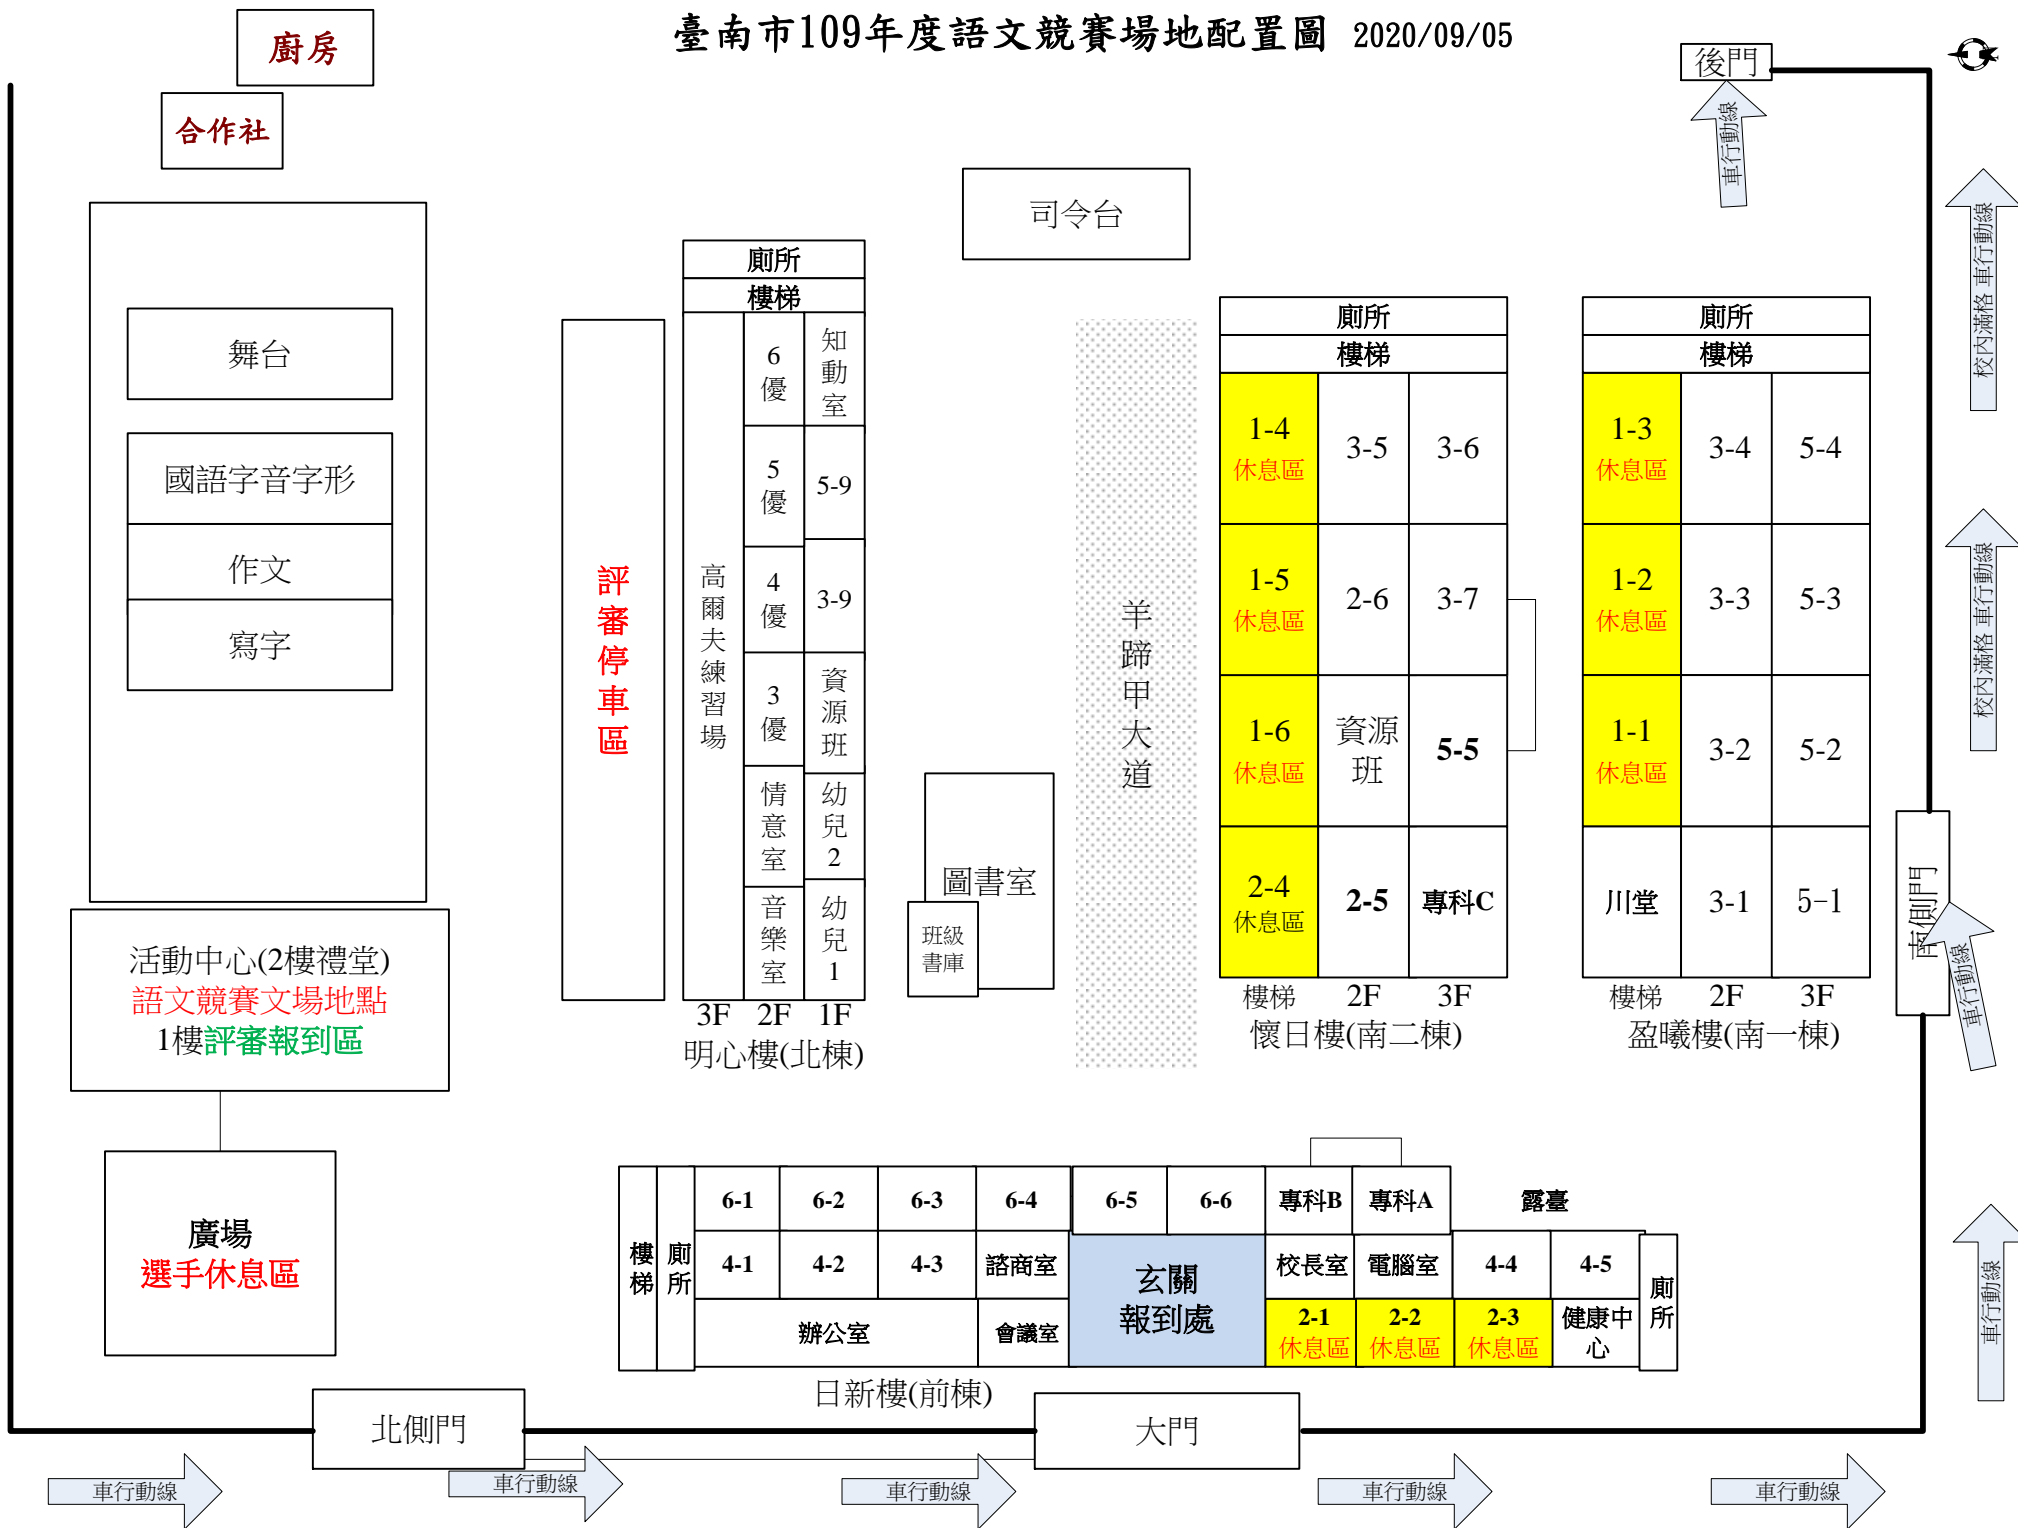 臺南市109年度語文競賽場地配置圖 2020/09/05
廚房
合作社
後門
車行動線
校內滿格 車行動線
校內滿格 車行動線
司令台
舞台
國語字音字形
作文
寫字
活動中心(2樓禮堂)
語文競賽文場地點
1樓評審報到區
廣場
選手休息區
評審停車區
廁所
樓梯
高爾夫練習場
6優
知動室
5優
5-9
4優
3-9
3優
資源班
情意室
幼兒2
音樂室
幼兒1
3F 2F 1F
明心樓(北棟)
圖書室
班級
書庫
羊蹄甲大道
廁所
樓梯
1-4 3-5 3-6
休息區
1-5 2-6 3-7
休息區
1-6 資源班 5-5
休息區
2-4 2-5 專科C
休息區
樓梯 2F 3F
懷日樓(南二棟)
廁所
樓梯
1-3 3-4 5-4
休息區
1-2 3-3 5-3
休息區
1-1 3-2 5-2
休息區
川堂 3-1 5-1
樓梯 2F 3F
盈曦樓(南一棟)
南側門
車行動線
車行動線
樓梯
廁所
6-1 6-2 6-3 6-4 6-5 6-6 專科B 專科A 露臺
4-1 4-2 4-3 諮商室 校長室 電腦室 4-4 4-5
玄關
報到處
辦公室 會議室 2-1 2-2 2-3 健康中心
休息區 休息區 休息區
廁所
日新樓(前棟)
北側門
大門
車行動線 車行動線 車行動線 車行動線 車行動線